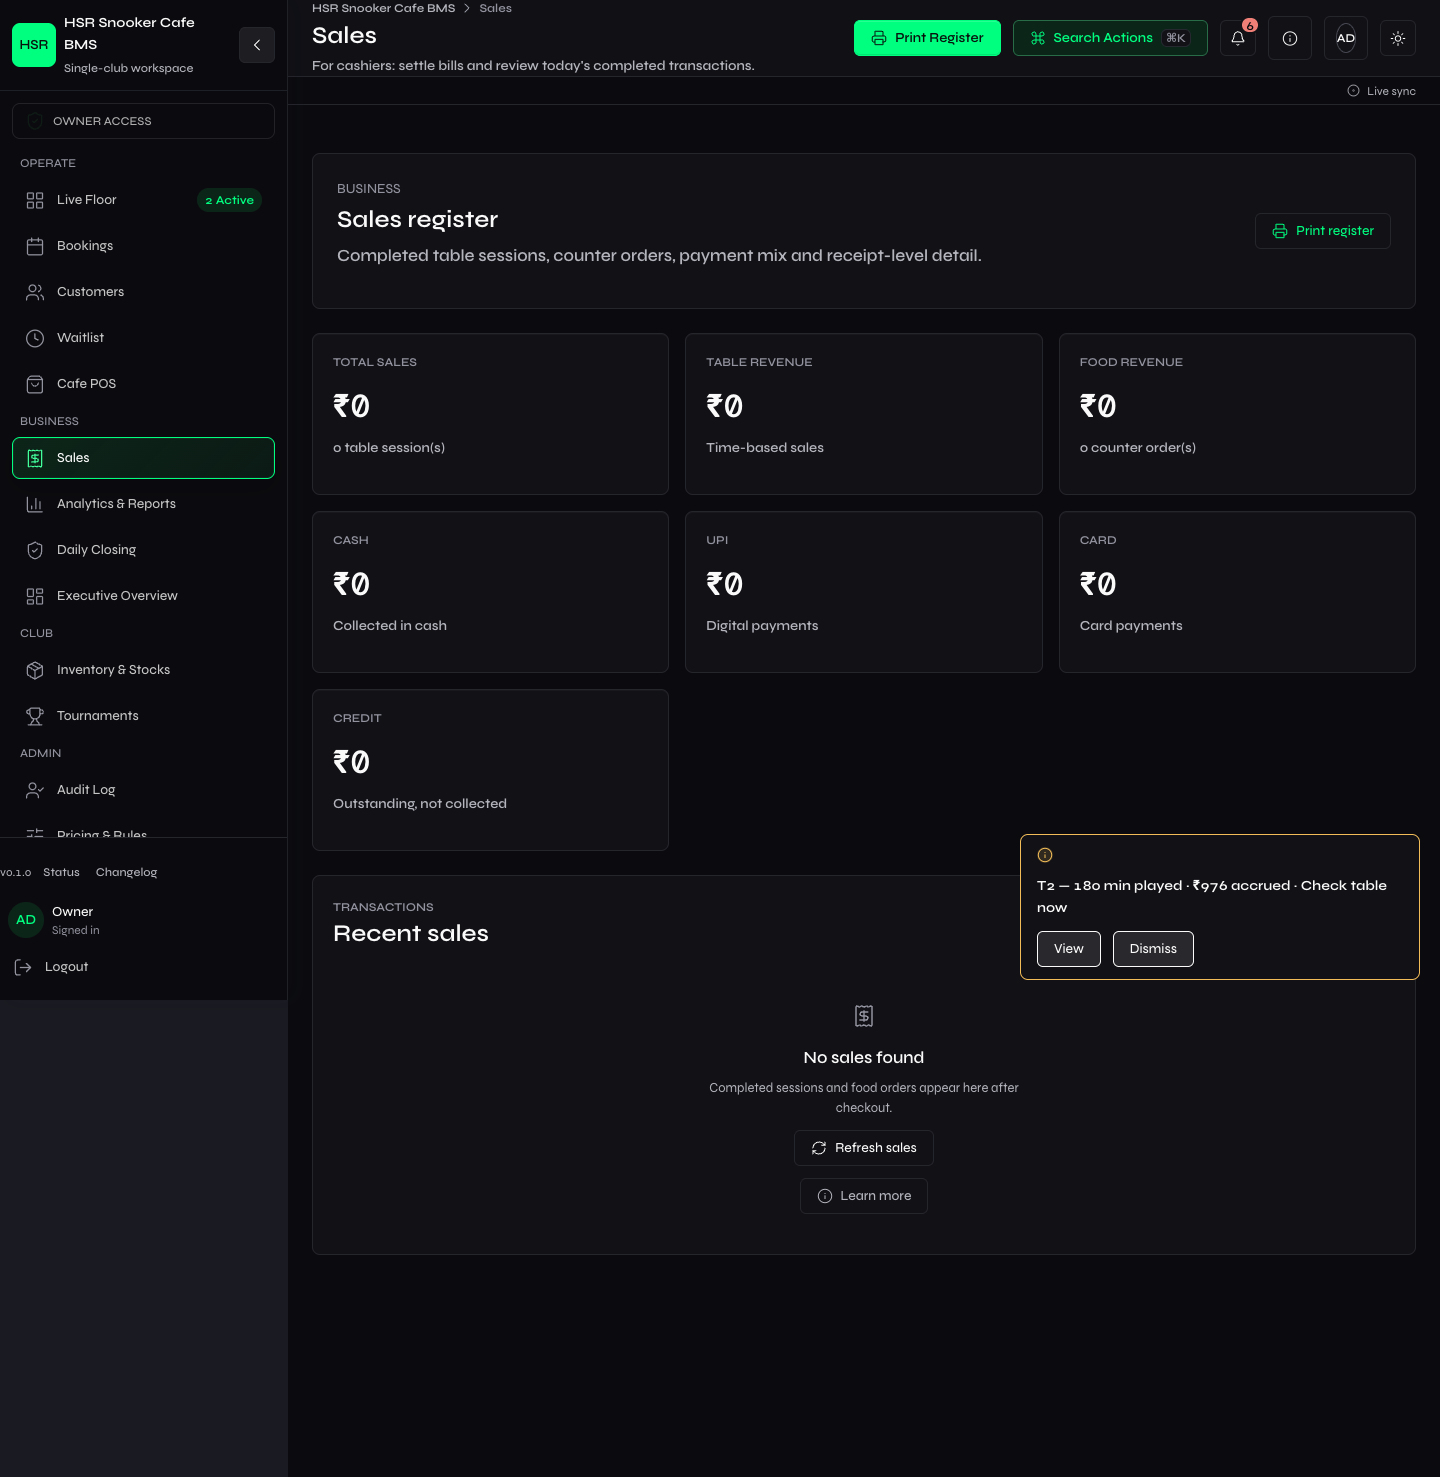 HSR
HSR Snooker Cafe
BMS
Single-club workspace
OWNER ACCESS
OPERATE
Live Floor
2 Active
Bookings
Customers
Waitlist
Cafe POS
BUSINESS
Sales
Analytics & Reports
Daily Closing
Executive Overview
CLUB
Inventory & Stocks
Tournaments
ADMIN
Audit Log
Pricing & Rules
v0.1.0 Status Changelog
AD
Owner
Signed in
Logout
HSR Snooker Cafe BMS > Sales
Sales
For cashiers: settle bills and review today's completed transactions.
Print Register
Search Actions ⌘K
6
AD
Live sync
BUSINESS
Sales register
Completed table sessions, counter orders, payment mix and receipt-level detail.
Print register
TOTAL SALES
₹0
0 table session(s)
TABLE REVENUE
₹0
Time-based sales
FOOD REVENUE
₹0
0 counter order(s)
CASH
₹0
Collected in cash
UPI
₹0
Digital payments
CARD
₹0
Card payments
CREDIT
₹0
Outstanding, not collected
TRANSACTIONS
Recent sales
T2 — 180 min played · ₹976 accrued · Check table
now
View
Dismiss
No sales found
Completed sessions and food orders appear here after
checkout.
Refresh sales
Learn more